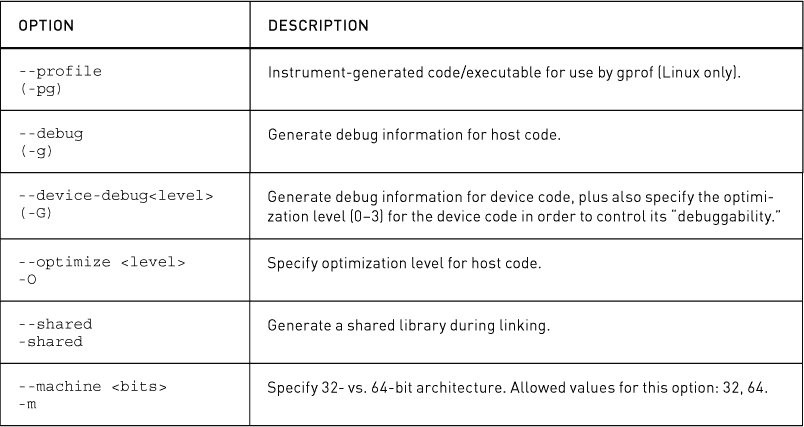 OPTION DESCRIPTION
--profile Instrument-generated code/executable for use by gprof (Linux only).
(-pg)
--debug Generate debug information for host code.
(-g)
--device-debug<level> Generate debug information for device code, plus also specify the optimi-
(-G) zation level (0–3) for the device code in order to control its “debuggability.”
--optimize <level> Specify optimization level for host code.
-O
--shared Generate a shared library during linking.
-shared
--machine <bits> Specify 32- vs. 64-bit architecture. Allowed values for this option: 32, 64.
-m